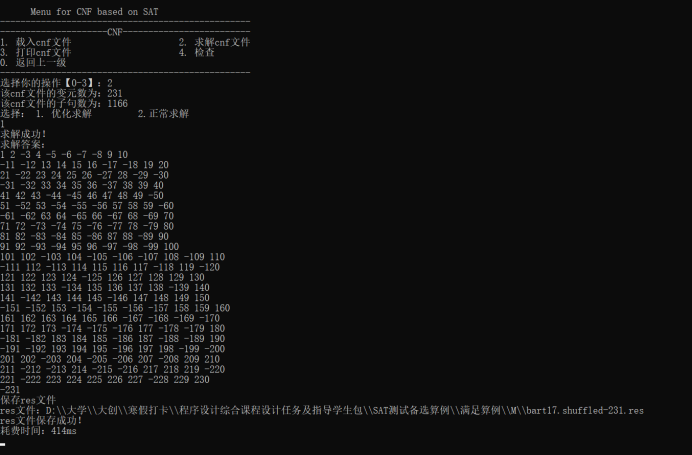 Menu for CNF based on SAT
--------------------------------------------------
---------------------CNF--------------------------
1. 载入cnf文件 2. 求解cnf文件
3. 打印cnf文件 4. 检查
0. 返回上一级
--------------------------------------------------
选择你的操作【0-3】: 2
该cnf文件的变元数为: 231
该cnf文件的子句数为: 1166
选择: 1. 优化求解 2.正常求解
1
求解成功!
求解答案:
1 2 -3 4 -5 -6 -7 -8 9 10
-11 -12 13 14 15 16 -17 -18 19 20
21 -22 23 24 25 26 -27 28 -29 -30
-31 -32 33 34 35 36 -37 38 39 40
41 42 43 -44 -45 46 47 48 49 -50
51 -52 53 -54 -55 -56 57 58 59 -60
-61 -62 63 64 -65 66 -67 68 -69 70
71 72 -73 -74 75 -76 -77 78 -79 80
81 82 -83 -84 85 -86 87 88 -89 90
91 92 -93 -94 95 96 -97 -98 -99 100
101 102 -103 104 -105 -106 -107 108 -109 110
-111 112 -113 114 115 116 117 -118 119 -120
121 122 123 124 -125 126 127 128 129 130
131 132 133 -134 135 136 137 138 -139 140
141 -142 143 144 145 -146 147 148 149 150
-151 -152 153 -154 -155 -156 -157 158 159 160
161 162 163 164 165 166 -167 -168 -169 -170
171 172 173 -174 -175 -176 177 -178 -179 180
-181 -182 183 184 185 -186 187 -188 -189 -190
-191 -192 193 194 195 -196 197 198 -199 -200
201 202 -203 204 -205 -206 207 -208 209 210
211 -212 -213 214 -215 -216 217 218 219 -220
221 -222 223 224 225 226 227 -228 229 230
-231
保存res文件
res文件: D:\\大学\\大创\\寒假打卡\\程序设计综合课程设计任务及指导学生包\\SAT测试备选算例\\满足算例\\M\\bart17.shuffled-231.res
res文件保存成功!
耗费时间: 414ms